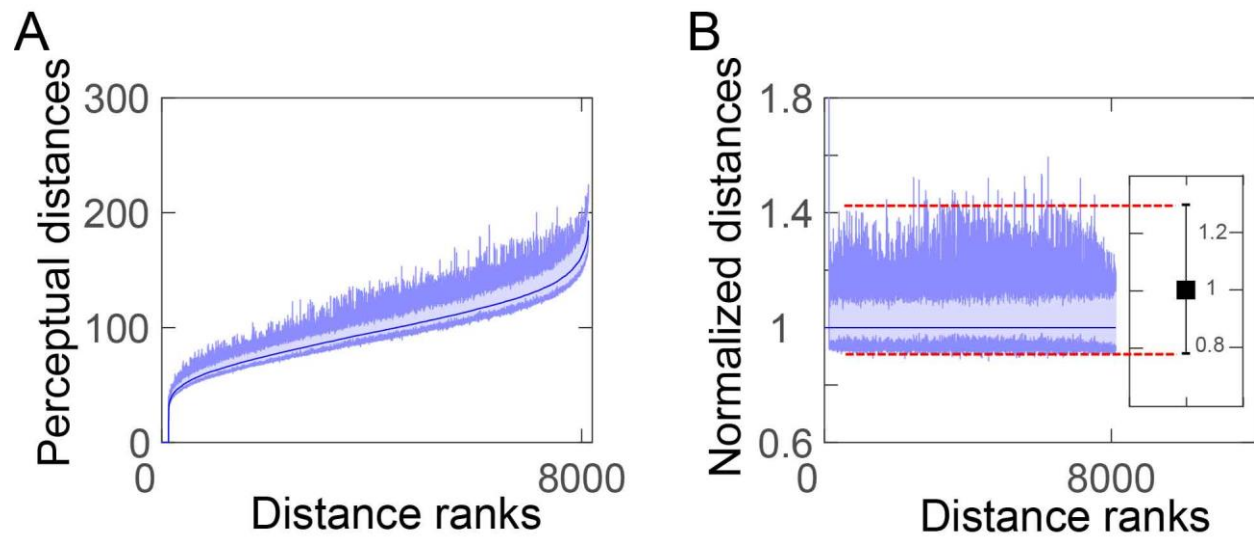 A
Perceptual distances
300
200
100
0
0
8000
Distance ranks
B
Normalized distances
1.8
1.4
1
0.6
0
8000
Distance ranks
1.2
1
0.8